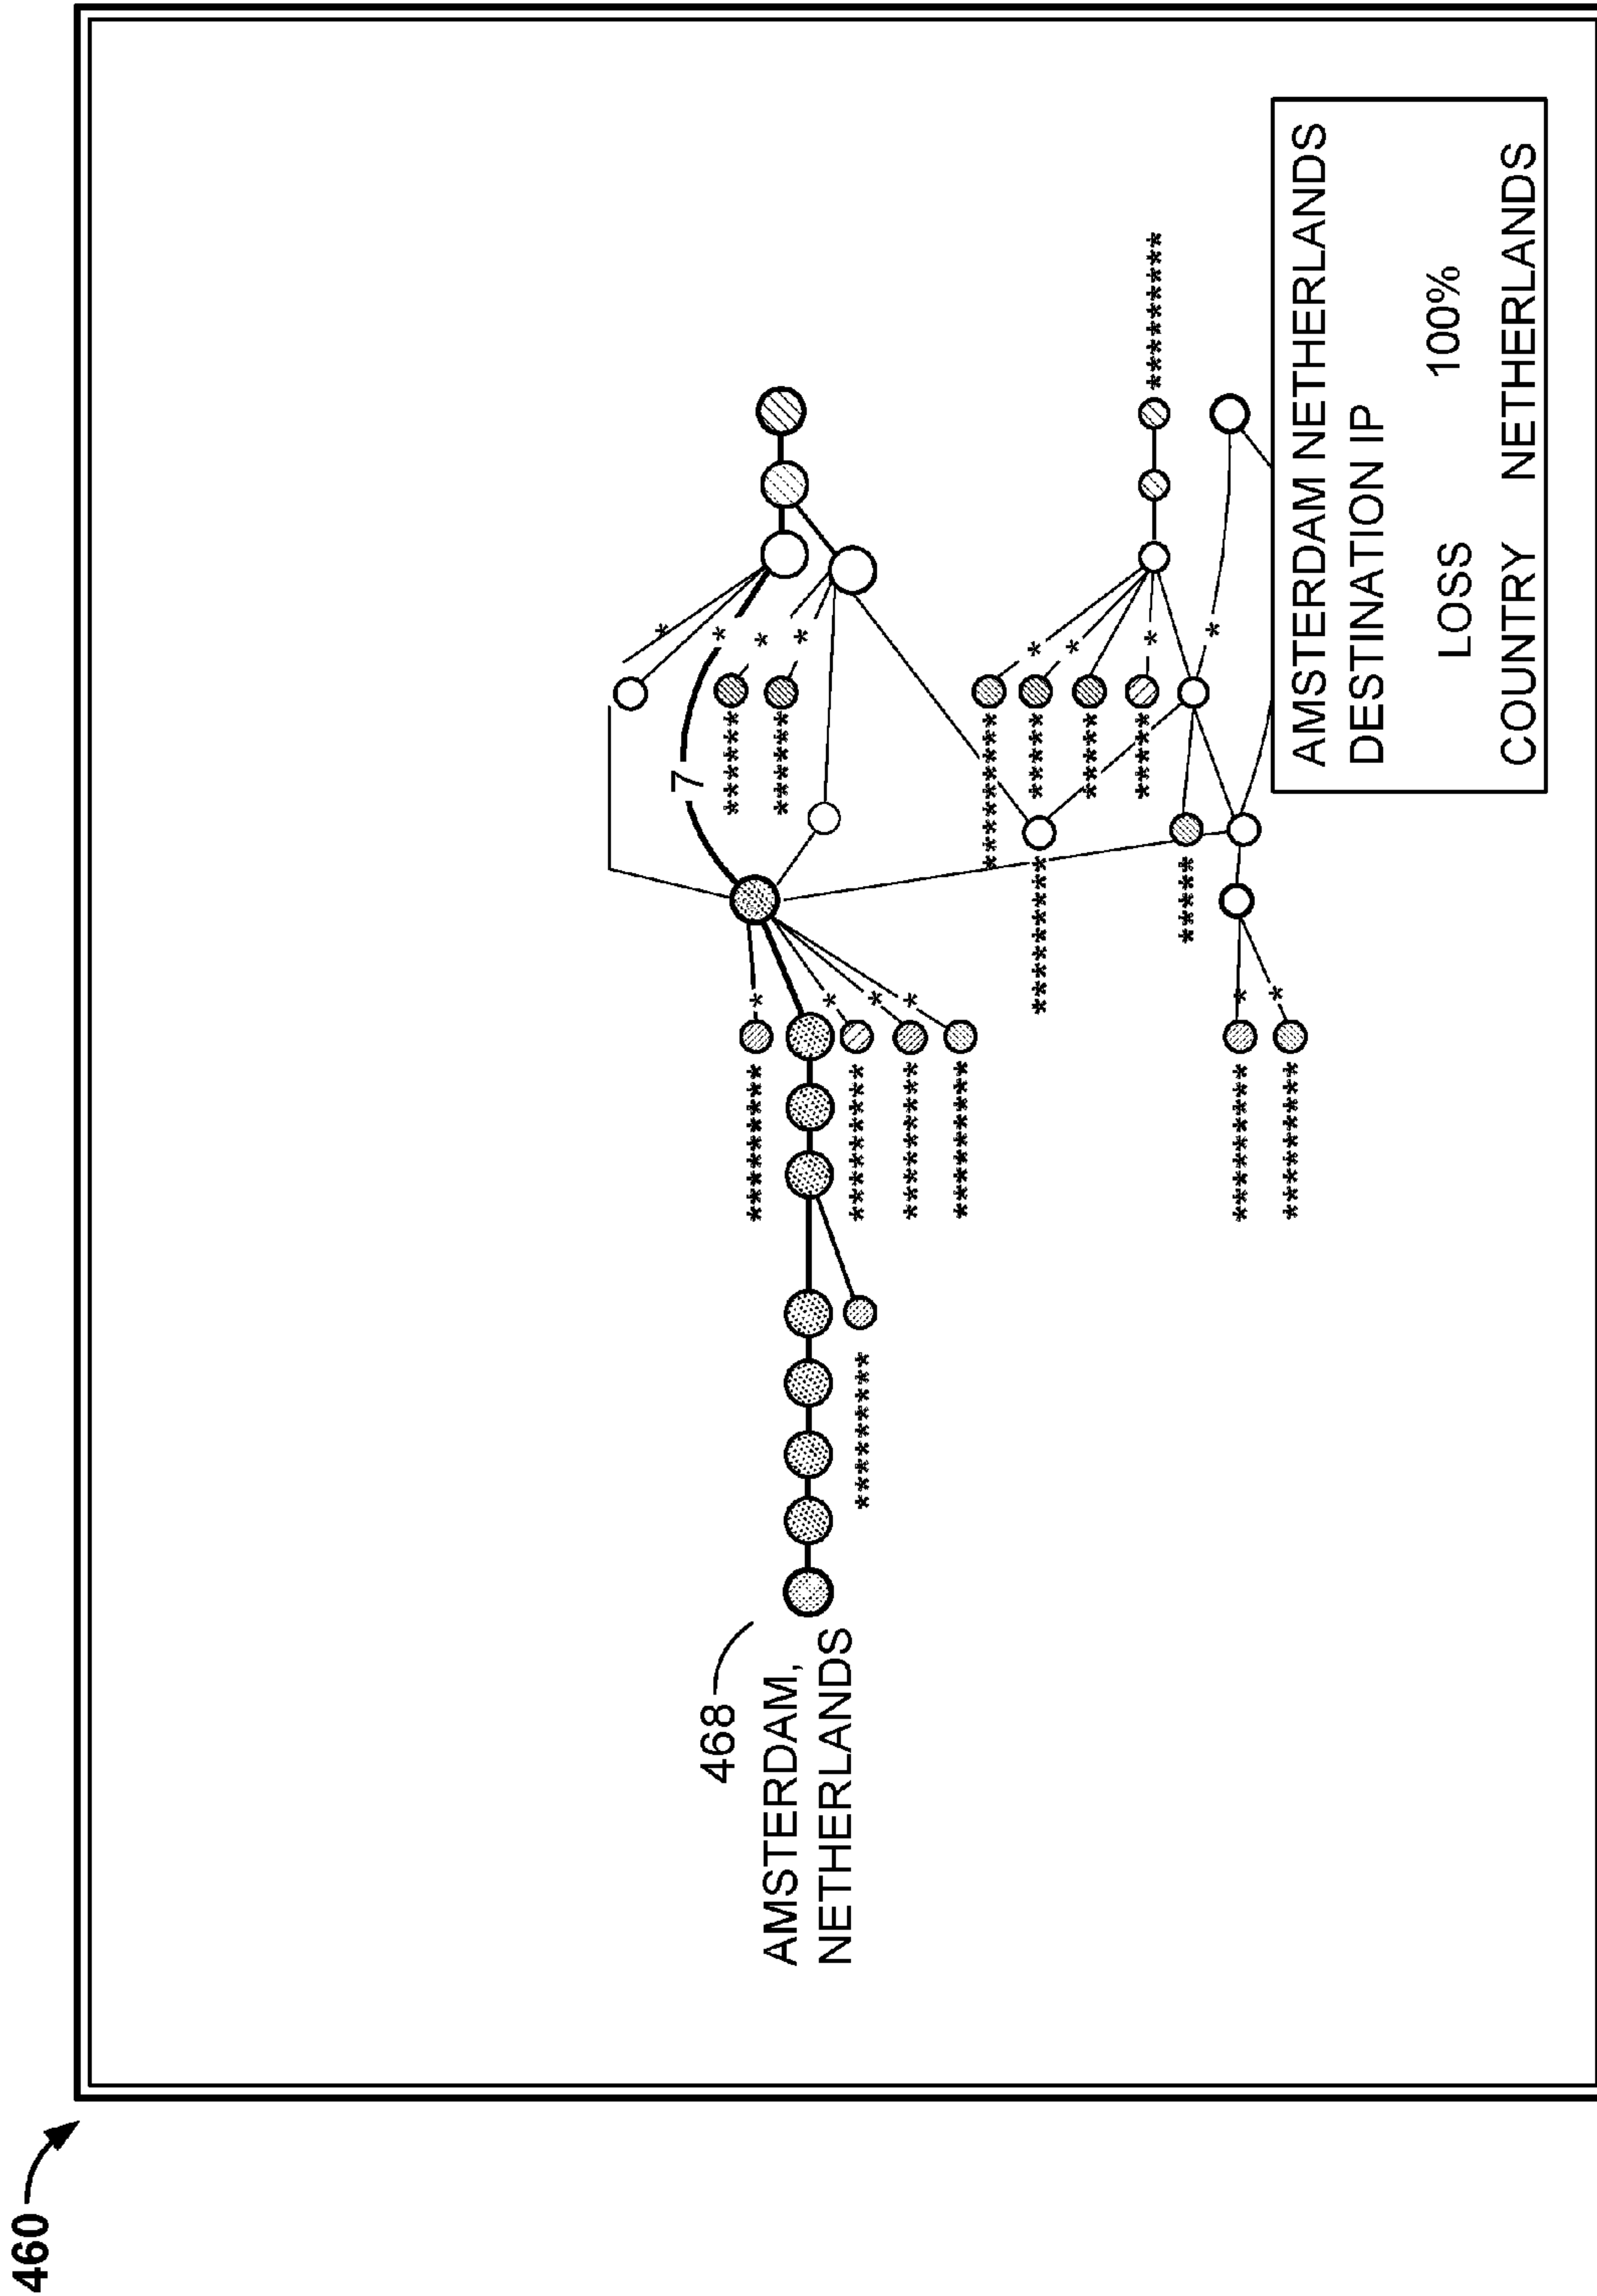 460
7
468
AMSTERDAM,
NETHERLANDS
AMSTERDAM NETHERLANDS
DESTINATION IP
LOSS 100%
COUNTRY NETHERLANDS